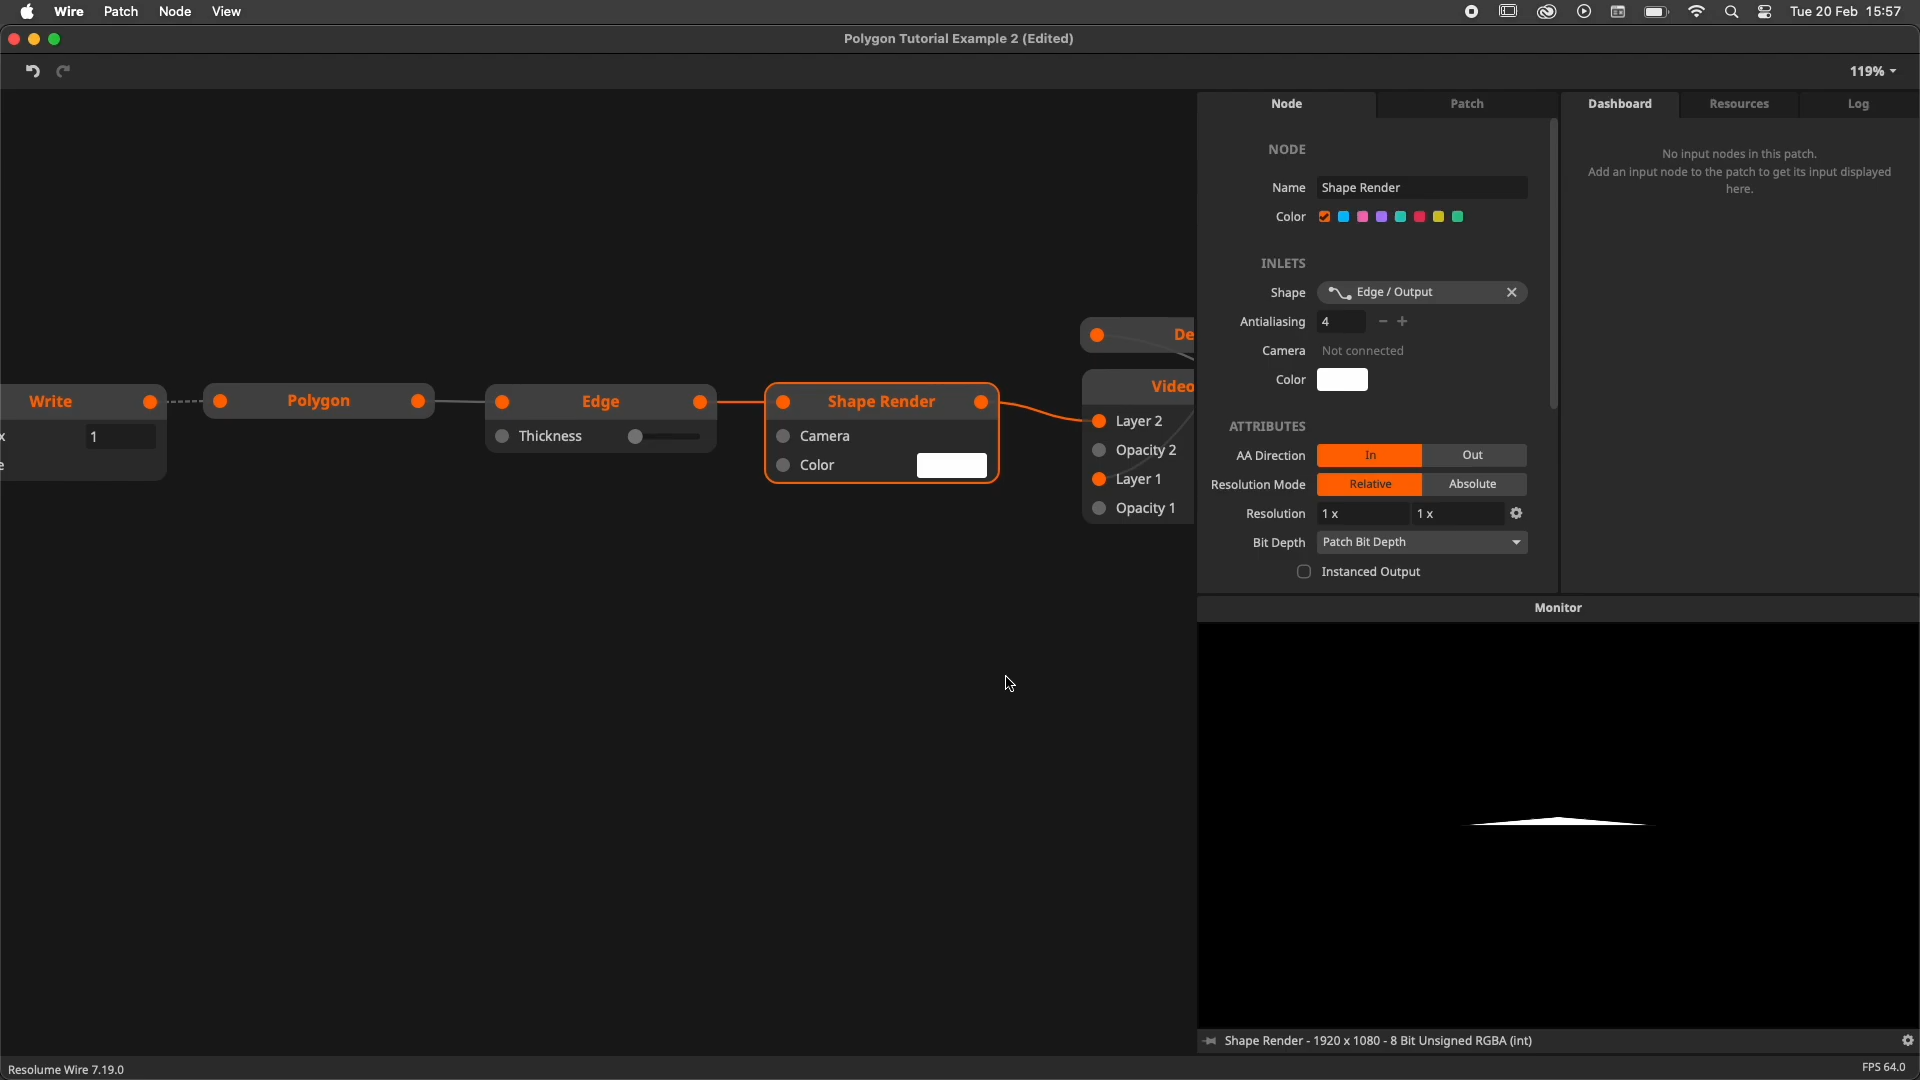 Wire Patch Node View
Tue 20 Feb 15:57
Polygon Tutorial Example 2 (Edited)
119%
Node Patch
Dashboard Resources Log
NODE
Name Shape Render
Color
INLETS
Shape Edge / Output
Antialiasing 4
Camera Not connected
Color
ATTRIBUTES
AA Direction In Out
Resolution Mode Relative Absolute
Resolution 1 x 1 x
Bit Depth Patch Bit Depth
Instanced Output
No input nodes in this patch.
Add an input node to the patch to get its input displayed
here.
Write
x 1
e
Polygon
Edge
Thickness
Shape Render
Camera
Color
De
Video
Layer 2
Opacity 2
Layer 1
Opacity 1
Monitor
Shape Render - 1920 x 1080 - 8 Bit Unsigned RGBA (int)
Resolume Wire 7.19.0
FPS 64.0